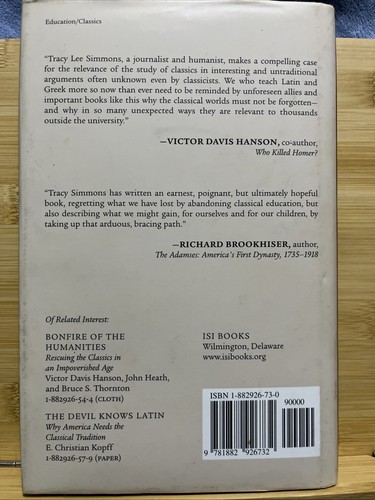 Education/Classics
“Tracy Lee Simmons, a journalist and humanist, makes a compelling case
for the relevance of the study of classics in interesting and untraditional
arguments often unknown even by classicists. We who teach Latin and
Greek more so now than ever need to be reminded by unforeseen allies and
important books like this why the classical worlds must not be forgotten—
and why in so many unexpected ways they are relevant to thousands
outside the university.”
—VICTOR DAVIS HANSON, co-author,
Who Killed Homer?
“Tracy Simmons has written an earnest, poignant, but ultimately hopeful
book, regretting what we have lost by abandoning classical education, but
also describing what we might gain, for ourselves and for our children, by
taking up that arduous, bracing path.”
—RICHARD BROOKHISER, author,
The Adamses: America's First Dynasty, 1735–1918
Of Related Interest:
BONFIRE OF THE
HUMANITIES
Rescuing the Classics in
an Impoverished Age
Victor Davis Hanson, John Heath,
and Bruce S. Thornton
1-882926-54-4 (CLOTH)
THE DEVIL KNOWS LATIN
Why America Needs the
Classical Tradition
E. Christian Kopff
1-882926-57-9 (PAPER)
ISI BOOKS
Wilmington, Delaware
www.isibooks.org
ISBN 1-882926-73-0
90000
9 781882 926732